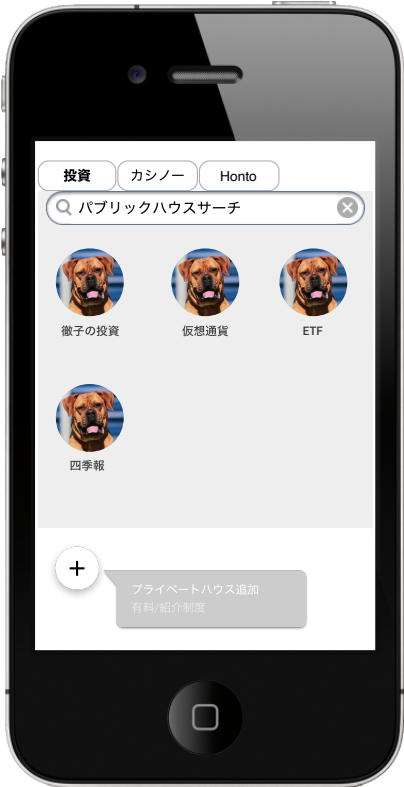 投資
カシノー
Honto
パブリックハウスサーチ
徹子の投資
仮想通貨
ETF
四季報
+
プライベートハウス追加
有料/紹介制度